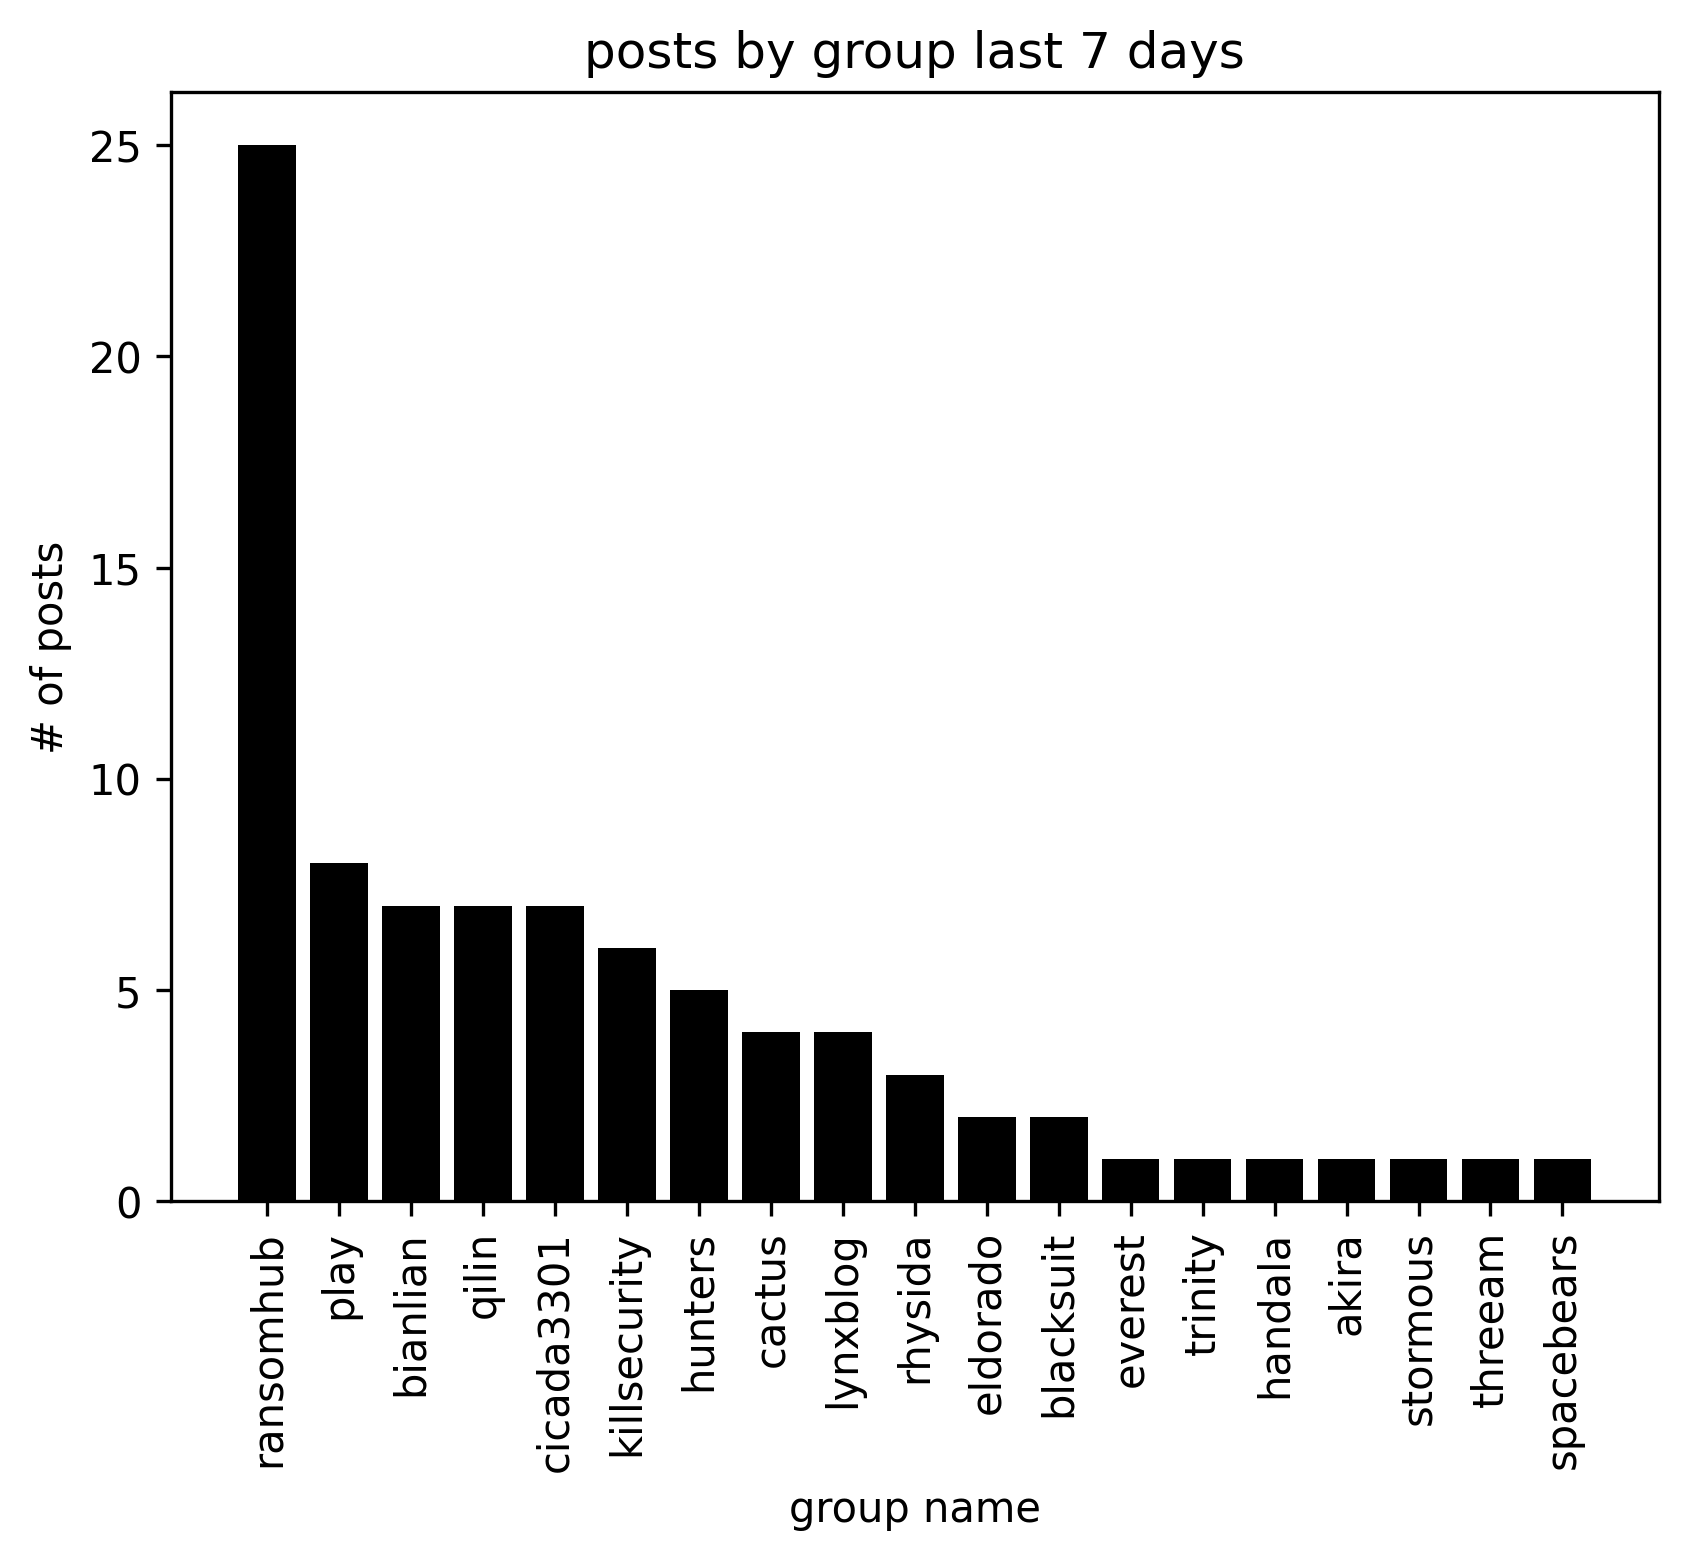 posts by group last 7 days
# of posts
25
20
15
10
5
0
ransomhub
play
bianlian
qilin
cicada3301
killsecurity
hunters
cactus
lynxblog
rhysida
eldorado
blacksuit
everest
trinity
handala
akira
stormous
threeam
spacebears
group name